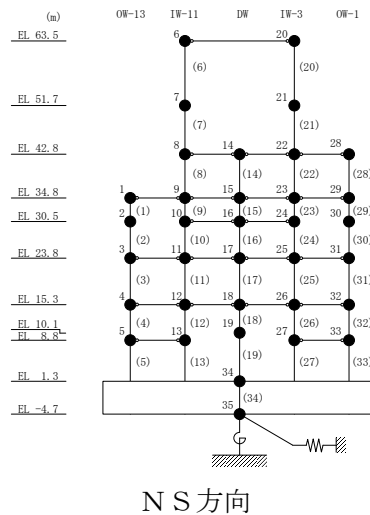 (m) OW-13 IW-11 DW IW-3 OW-1
EL 63.5 6 20
(6) (20)
EL 51.7 7 21
(7) (21)
EL 42.8 8 14 22 28
(8) (14) (22) (28)
EL 34.8 1 9 15 23 29
(1) (9) (15) (23) (29)
EL 30.5 2 10 16 24 30
(2) (10) (16) (24) (30)
EL 23.8 3 11 17 25 31
(3) (11) (17) (25) (31)
EL 15.3 4 12 18 26 32
(4) (12) (18) (26) (32)
EL 10.1 19
EL 8.8 5 13 27 33
(5) (13) (19) (27) (33)
EL 1.3 34
(34)
EL -4.7 35
ＮＳ方向